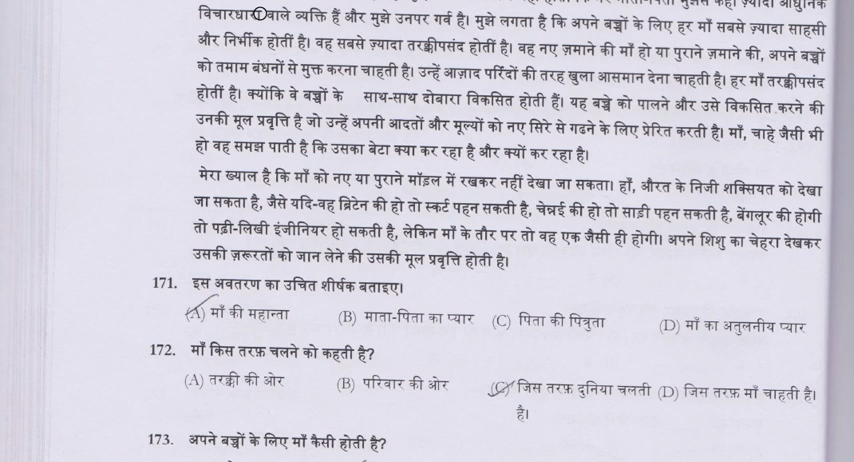 कहीं ज़्यादा आधुनिक
विचारधारा वाले व्यक्ति हैं और मुझे उनपर गर्व है। मुझे लगता है कि अपने बच्चों के लिए हर माँ सबसे ज़्यादा साहसी
और निर्भीक होतीं है। वह सबसे ज़्यादा तरक्कीपसंद होतीं है। वह नए ज़माने की माँ हो या पुराने ज़माने की, अपने बच्चों
को तमाम बंधनों से मुक्त करना चाहती है। उन्हें आज़ाद परिंदों की तरह खुला आसमान देना चाहती है। हर माँ तरक्कीपसंद
होतीं है। क्योंकि वे बच्चों के साथ-साथ दोबारा विकसित होती हैं। यह बच्चे को पालने और उसे विकसित करने की
उनकी मूल प्रवृत्ति है जो उन्हें अपनी आदतों और मूल्यों को नए सिरे से गढने के लिए प्रेरित करती है। माँ, चाहे जैसी भी
हो वह समझ पाती है कि उसका बेटा क्या कर रहा है और क्यों कर रहा है।
मेरा ख्याल है कि माँ को नए या पुराने मॉडल में रखकर नहीं देखा जा सकता। हाँ, औरत के निजी शक्सियत को देखा
जा सकता है, जैसे यदि-वह ब्रिटेन की हो तो स्कर्ट पहन सकती है, चेन्नई की हो तो साड़ी पहन सकती है, बेंगलूर की होगी
तो पढ़ी-लिखी इंजीनियर हो सकती है, लेकिन माँ के तौर पर तो वह एक जैसी ही होगी। अपने शिशु का चेहरा देखकर
उसकी ज़रूरतों को जान लेने की उसकी मूल प्रवृत्ति होती है।
171. इस अवतरण का उचित शीर्षक बताइए।
(A) माँ की महान्ता (B) माता-पिता का प्यार (C) पिता की पित्रुता (D) माँ का अतुलनीय प्यार
172. माँ किस तरफ़ चलने को कहती है?
(A) तरक्की की ओर (B) परिवार की ओर (C) जिस तरफ़ दुनिया चलती (D) जिस तरफ़ माँ चाहती है।
है।
173. अपने बच्चों के लिए माँ कैसी होती है?